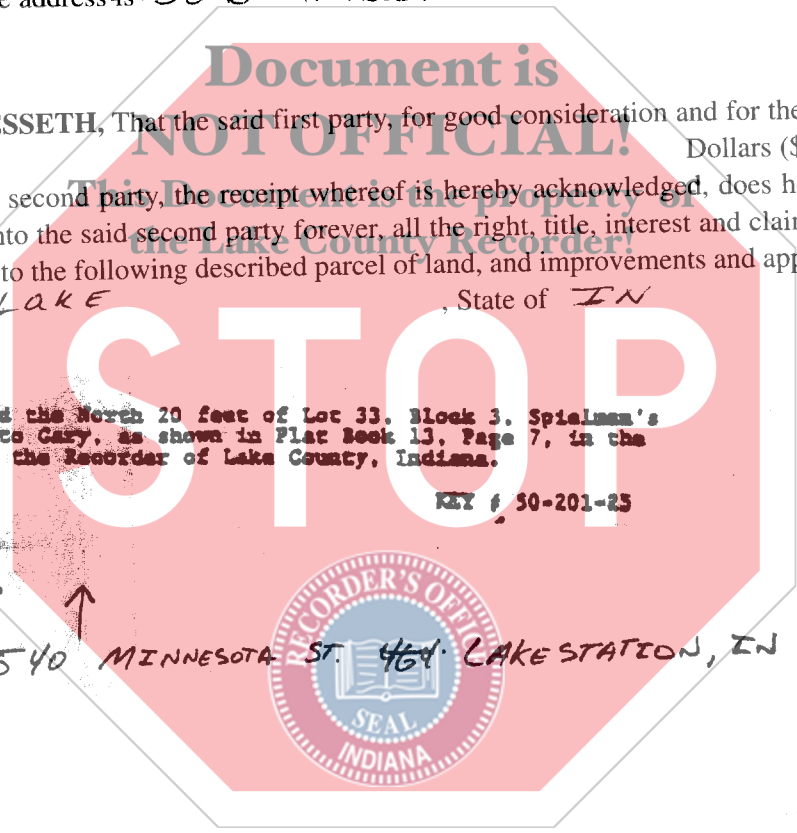 address is
Document is
SSETH, That the said first party, for good consideration and for the
NOT OFFICIAL!
Dollars ($
second party, the receipt whereof is hereby acknowledged, does h
This Document is the property of
nto the said second party forever, all the right, title, interest and clain
the Lake County Recorder!
to the following described parcel of land, and improvements and app
LAKE , State of IN
STOP
d the North 20 feet of Lot 33, Block 3, Spielman's
to Gary, as shown in Plat Book 13, Page 7, in the
the Recorder of Lake County, Indiana.
KEY # 50-201-25
RECORDER'S OFFICE
540 MINNESOTA ST. LAKE STATION, IN
SEAL
INDIANA